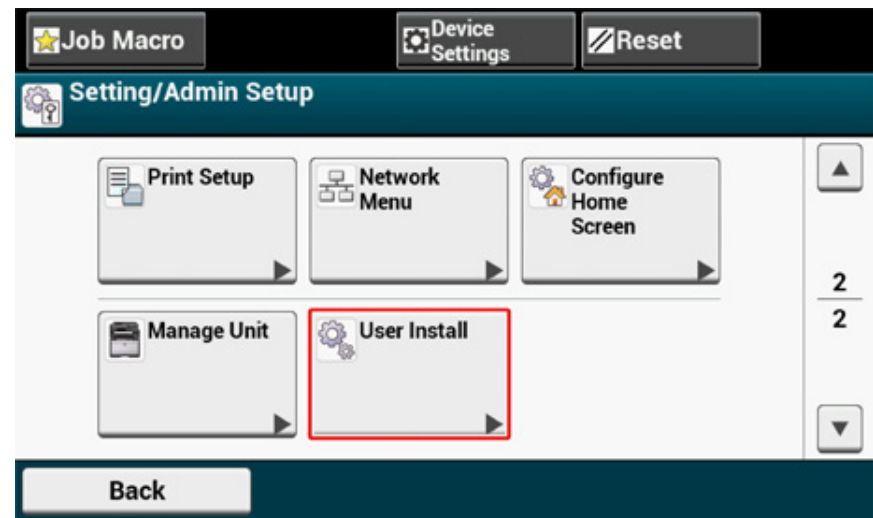 Job Macro
Device
Settings
Reset
Setting/Admin Setup
Print Setup
Network
Menu
Configure
Home
Screen
2
2
Manage Unit
User Install
Back